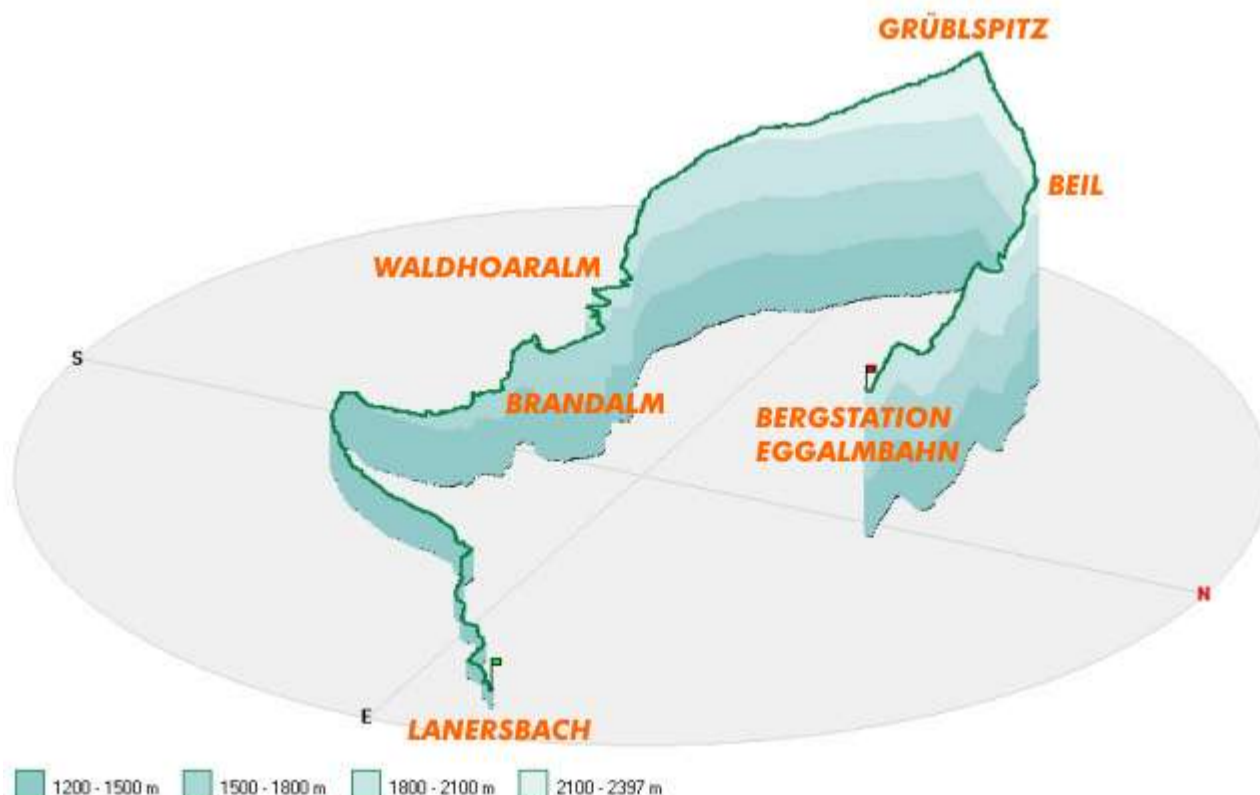 GRÜBLSPITZ
BEIL
WALDHOARALM
S
BRANDALM
BERGSTATION
EGGALMBAHN
N
E
LANERSBACH
1200 - 1500 m 1500 - 1800 m 1800 - 2100 m 2100 - 2397 m